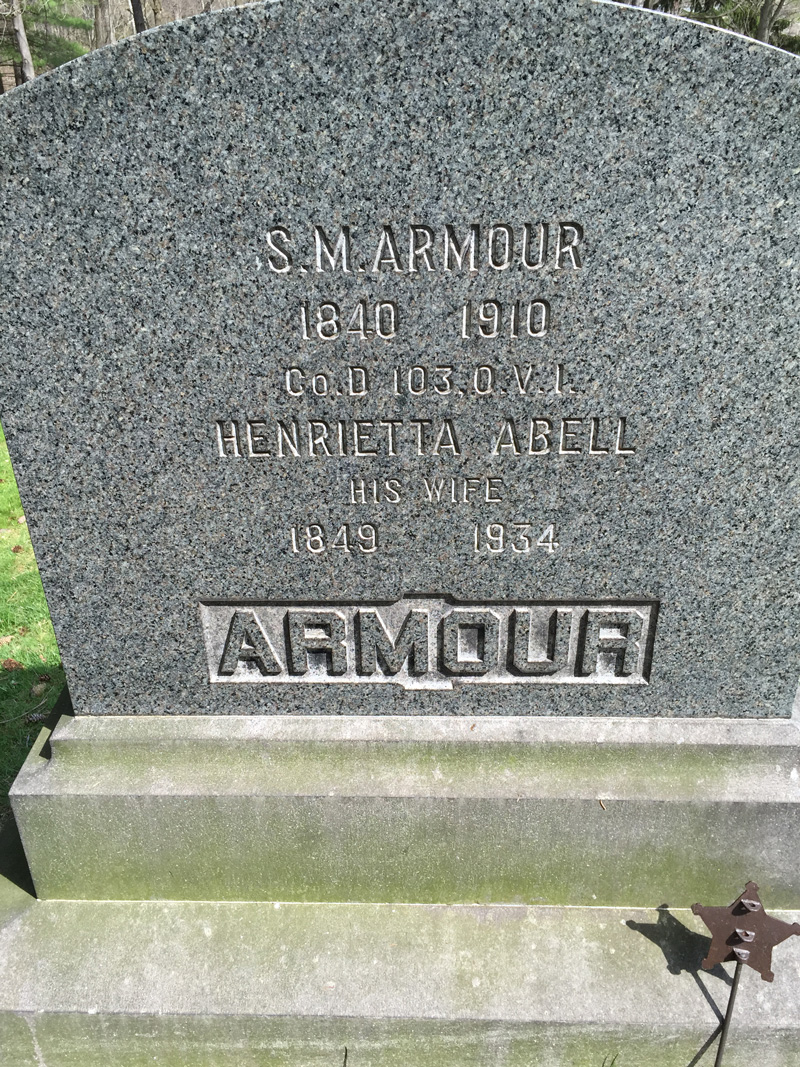 S.M.ARMOUR
1840 1910
Co.D 103,O.V.I.
HENRIETTA ABELL
HIS WIFE
1849 1934
ARMOUR